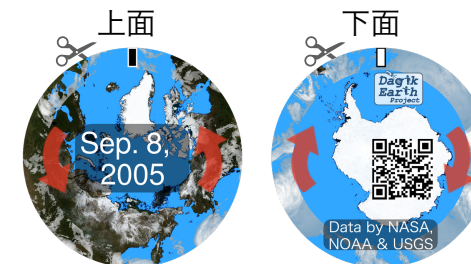 上面
下面
Sep. 8,
2005
Dagik
Earth
Project
Data by NASA,
NOAA & USGS